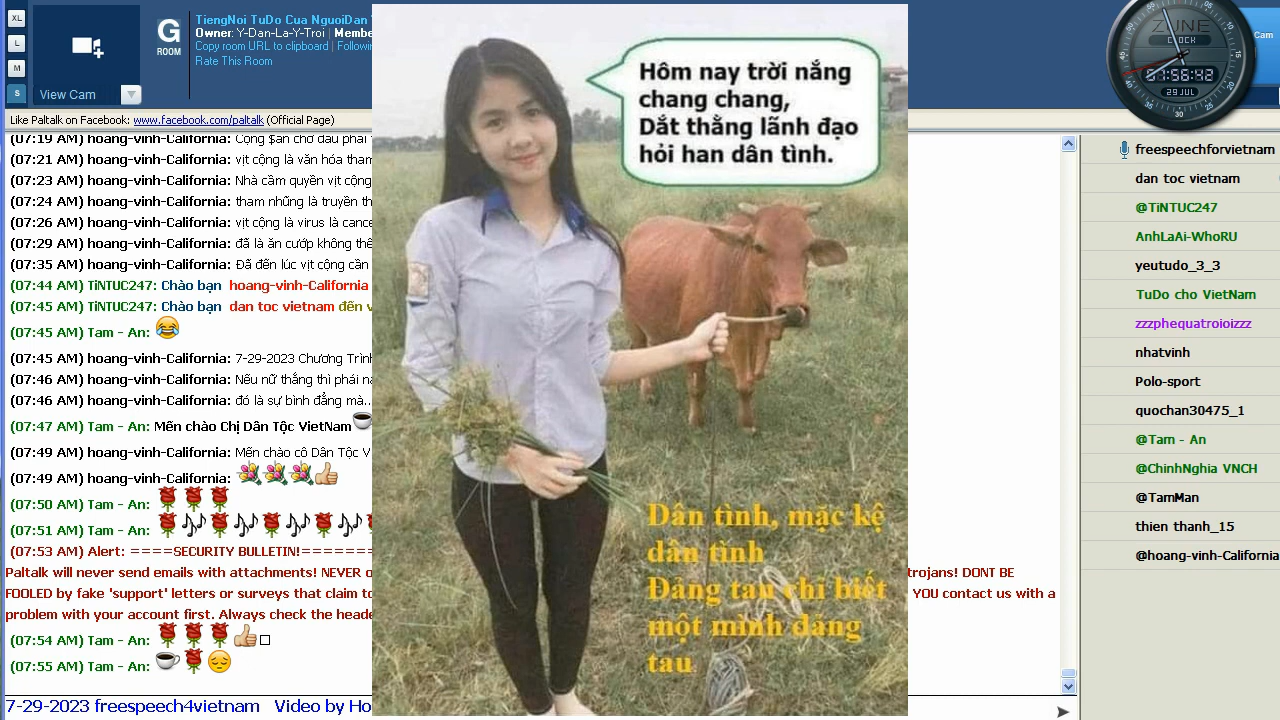 XL
L
M
S
View Cam
G
ROOM
TiengNoi TuDo Cua NguoiDan
Owner: Y-Dan-La-Y-Troi | Membe
Copy room URL to clipboard | Followin
Rate This Room
ZUNE
CLOCK
29 JUL
Cam
Like Paltalk on facebook: www.facebook.com/paltalk (Official Page)
(07:19 AM) hoang-vinh-California: Cộng $ản chỗ đâu phải
(07:21 AM) hoang-vinh-California: vịt cộng là văn hóa tham
(07:23 AM) hoang-vinh-California: Nhà cầm quyền vịt cộng
(07:24 AM) hoang-vinh-California: tham nhũng là truyền th
(07:26 AM) hoang-vinh-California: vịt cộng là virus là cance
(07:29 AM) hoang-vinh-California: đã là ăn cướp không thể
(07:35 AM) hoang-vinh-California: Đã đến lúc vịt cộng cần
(07:44 AM) TiNTUC247: Chào bạn hoang-vinh-California
(07:45 AM) TiNTUC247: Chào bạn dan toc vietnam đến v
(07:45 AM) Tam - An:
(07:45 AM) hoang-vinh-California: 7-29-2023 Chương Trình
(07:46 AM) hoang-vinh-California: Nếu nữ thắng thì phái na
(07:46 AM) hoang-vinh-California: đó là sự bình đẳng mà..
(07:47 AM) Tam - An: Mến chào Chị Dân Tộc VietNam
(07:49 AM) hoang-vinh-California: Mến chào cô Dân Tộc V
(07:49 AM) hoang-vinh-California:
(07:50 AM) Tam - An:
(07:51 AM) Tam - An:
(07:53 AM) Alert: ====SECURITY BULLETIN!======
Paltalk will never send emails with attachments! NEVER o
trojans! DONT BE
FOOLED by fake 'support' letters or surveys that claim to
YOU contact us with a
problem with your account first. Always check the heade
(07:54 AM) Tam - An:
(07:55 AM) Tam - An:
7-29-2023 freespeech4vietnam Video by Ho
Hôm nay trời nắng
chang chang,
Dắt thằng lãnh đạo
hỏi han dân tình.
Dân tình, mặc kệ
dân tình
Đảng tau chỉ biết
một mình đảng
tau
freespeechforvietnam
dan toc vietnam
@TiNTUC247
AnhLaAi-WhoRU
yeutudo_3_3
TuDo cho VietNam
zzzphequatroioizzz
nhatvinh
Polo-sport
quochan30475_1
@Tam - An
@ChinhNghia VNCH
@TamMan
thien thanh_15
@hoang-vinh-California